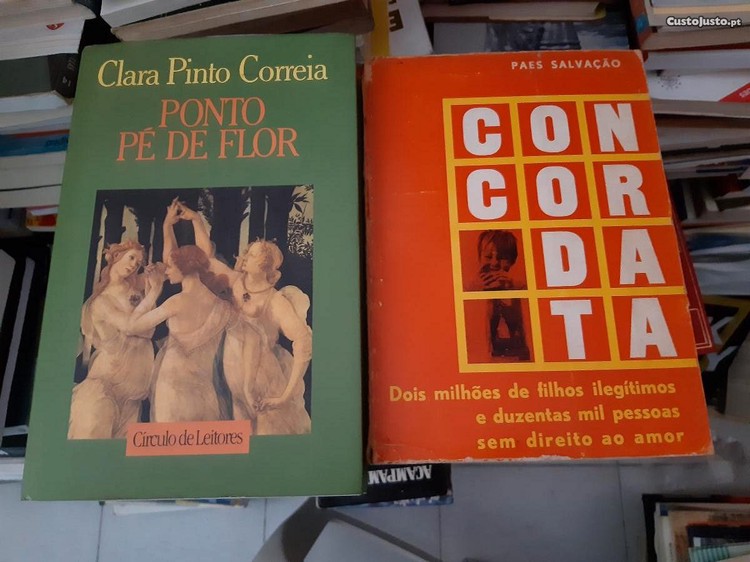 CustoJusto.pt
Clara Pinto Correia
PONTO
PÉ DE FLOR
Círculo de Leitores
PAES SALVAÇÃO
CON
COR
DA
TA
Dois milhões de filhos ilegítimos
e duzentas mil pessoas
sem direito ao amor
ACAMPAM